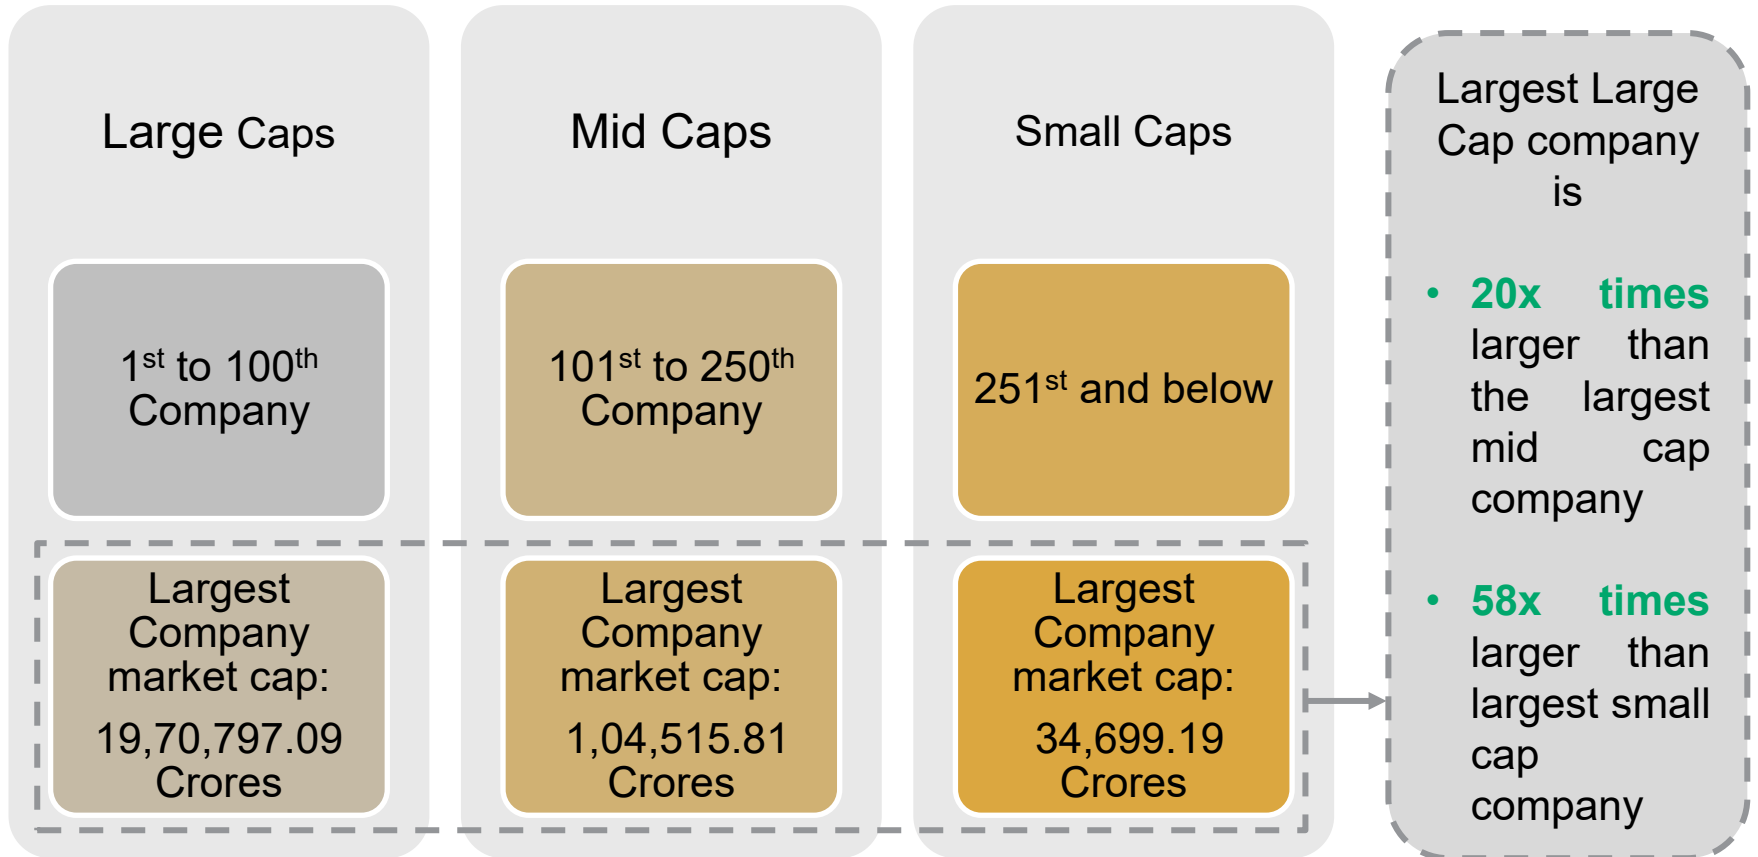 Large Caps
1st to 100th
Company
Largest
Company
market cap:
19,70,797.09
Crores
Mid Caps
101st to 250th
Company
Largest
Company
market cap:
1,04,515.81
Crores
Small Caps
251st and below
Largest
Company
market cap:
34,699.19
Crores
Largest Large
Cap company
is
• 20x times
larger than
the largest
mid cap
company
• 58x times
larger than
largest small
cap
company